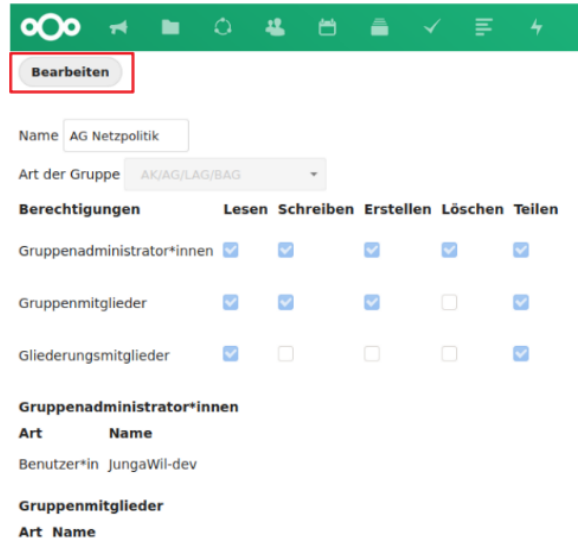 Bearbeiten
Name AG Netzpolitik
Art der Gruppe AK/AG/LAG/BAG
Berechtigungen Lesen Schreiben Erstellen Löschen Teilen
Gruppenadministrator*innen
Gruppenmitglieder
Gliederungsmitglieder
Gruppenadministrator*innen
Art Name
Benutzer*in JungaWil-dev
Gruppenmitglieder
Art Name